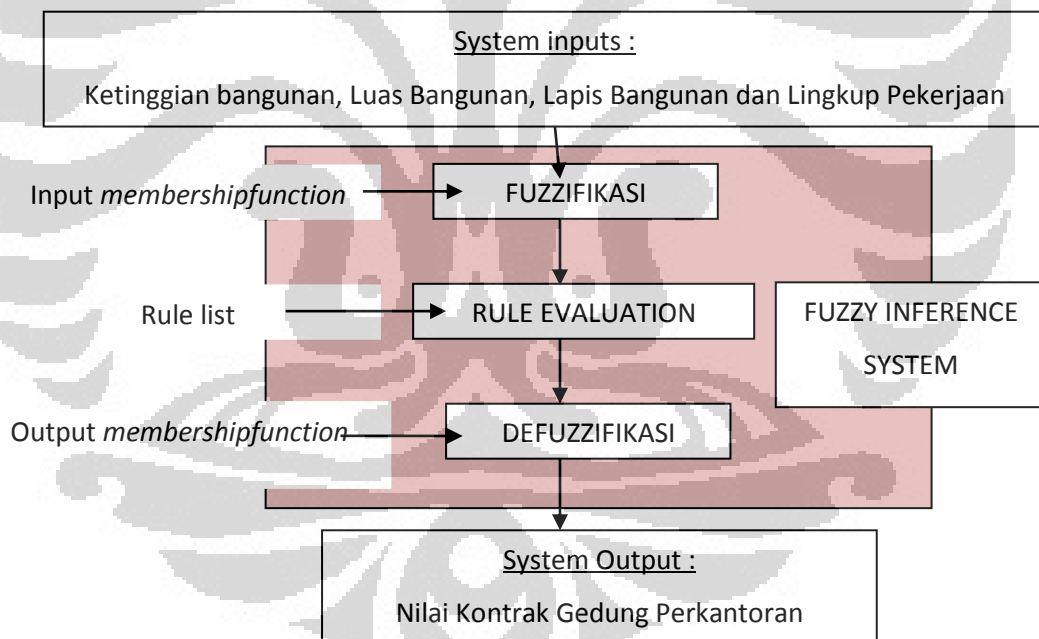 System inputs :
Ketinggian bangunan, Luas Bangunan, Lapis Bangunan dan Lingkup Pekerjaan
Input membershipfunction
FUZZIFIKASI
Rule list
RULE EVALUATION
FUZZY INFERENCE
SYSTEM
Output membershipfunction
DEFUZZIFIKASI
System Output :
Nilai Kontrak Gedung Perkantoran